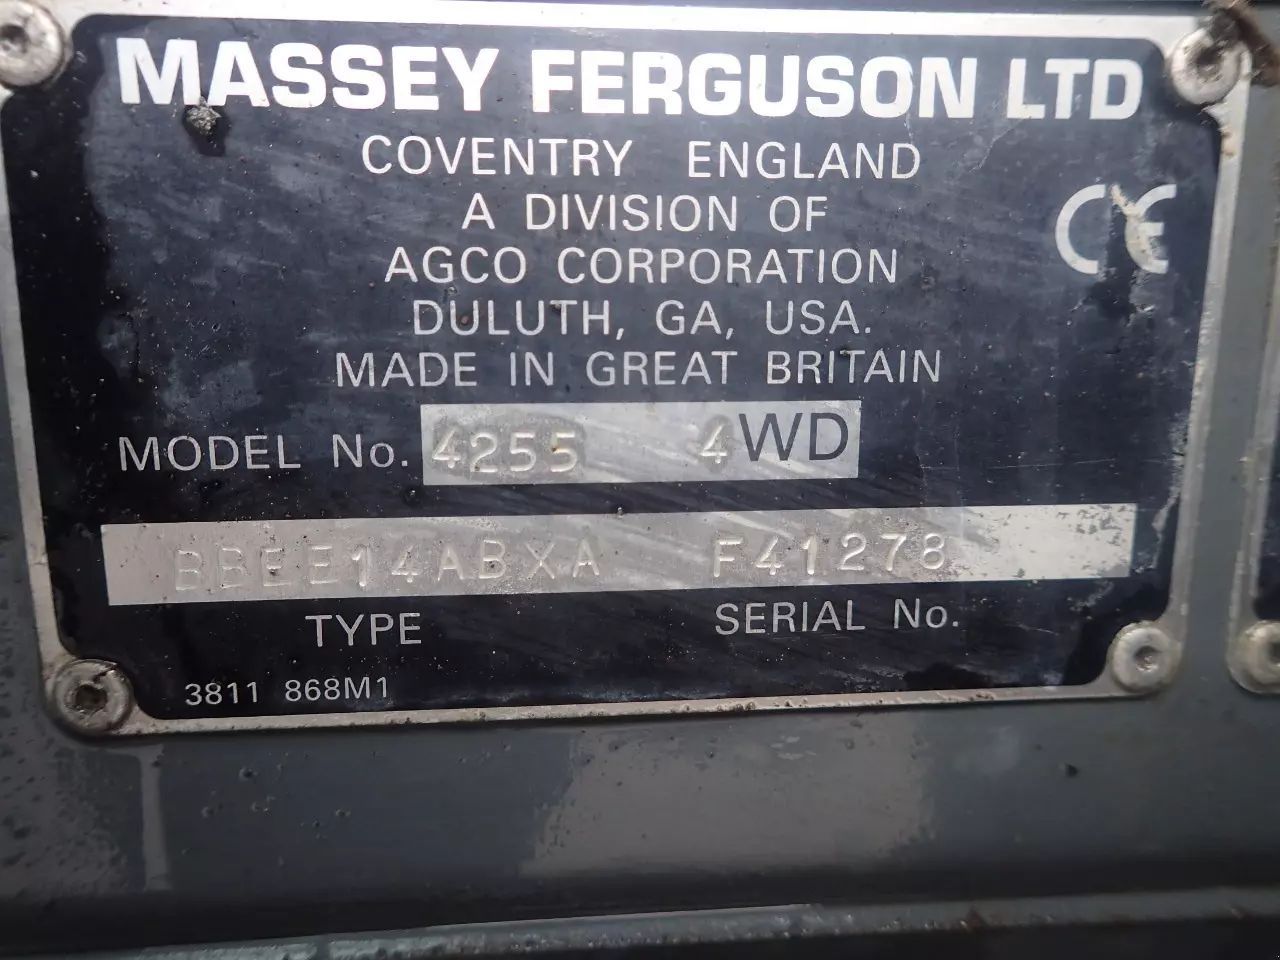 MASSEY FERGUSON LTD
COVENTRY ENGLAND
A DIVISION OF
AGCO CORPORATION
DULUTH, GA, USA.
MADE IN GREAT BRITAIN
CE
MODEL No. 4255 4WD
BBEE14ABXA F41278
TYPE SERIAL No.
3811 868M1